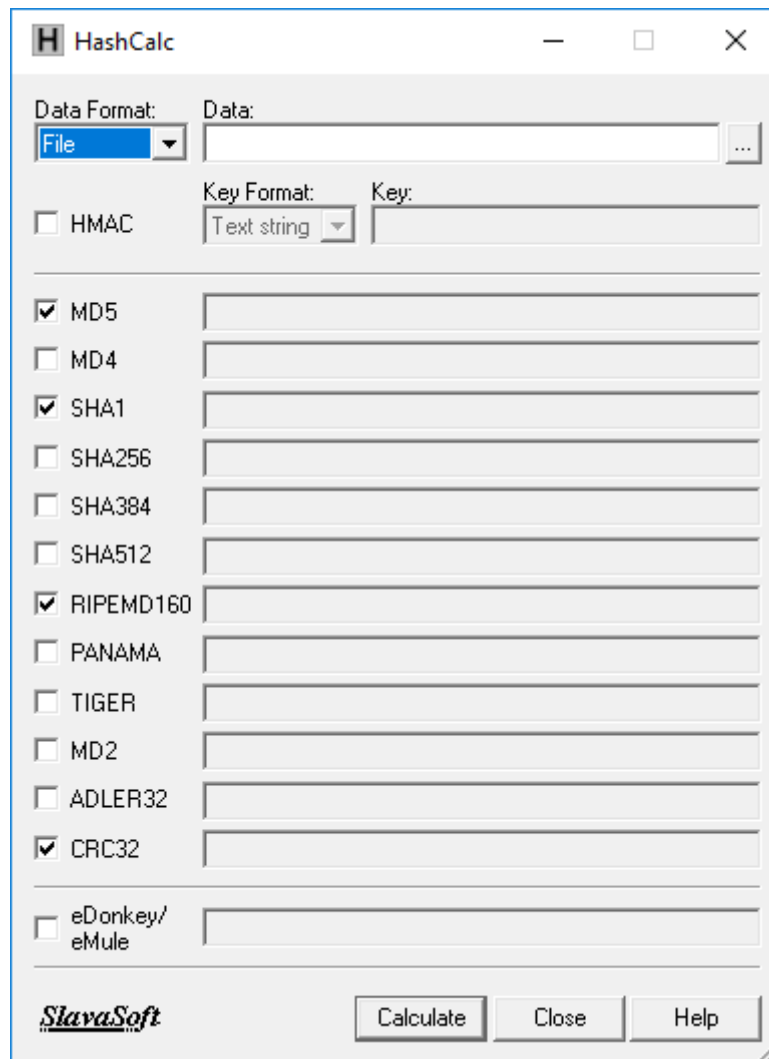 HashCalc
Data Format: Data:
File ...
Key Format: Key:
HMAC Text string
MD5
MD4
SHA1
SHA256
SHA384
SHA512
RIPEMD160
PANAMA
TIGER
MD2
ADLER32
CRC32
eDonkey/
eMule
SlavaSoft Calculate Close Help